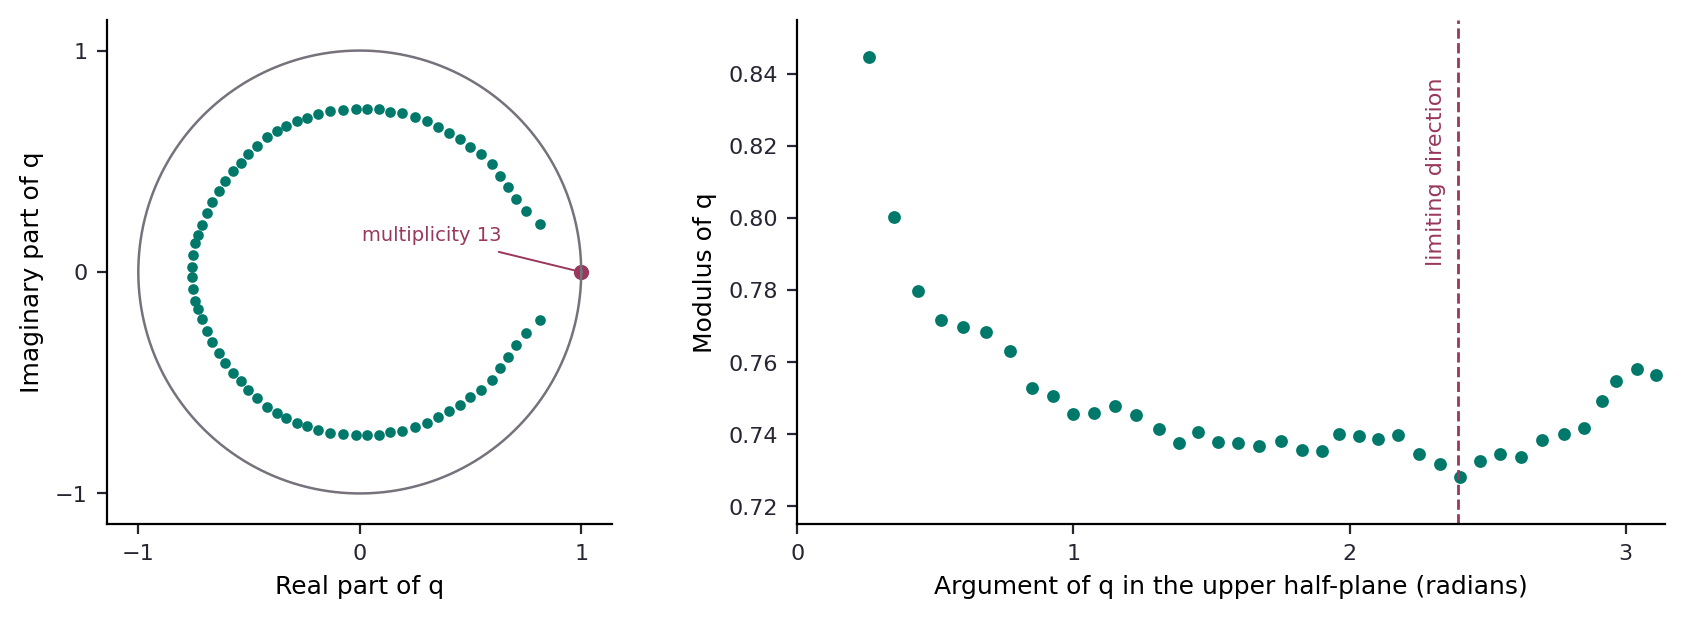 1
0
−1
−1
0
1
Imaginary part of q
Real part of q
multiplicity 13
0.84
0.82
0.80
0.78
0.76
0.74
0.72
0
1
2
3
Modulus of q
Argument of q in the upper half-plane (radians)
limiting direction